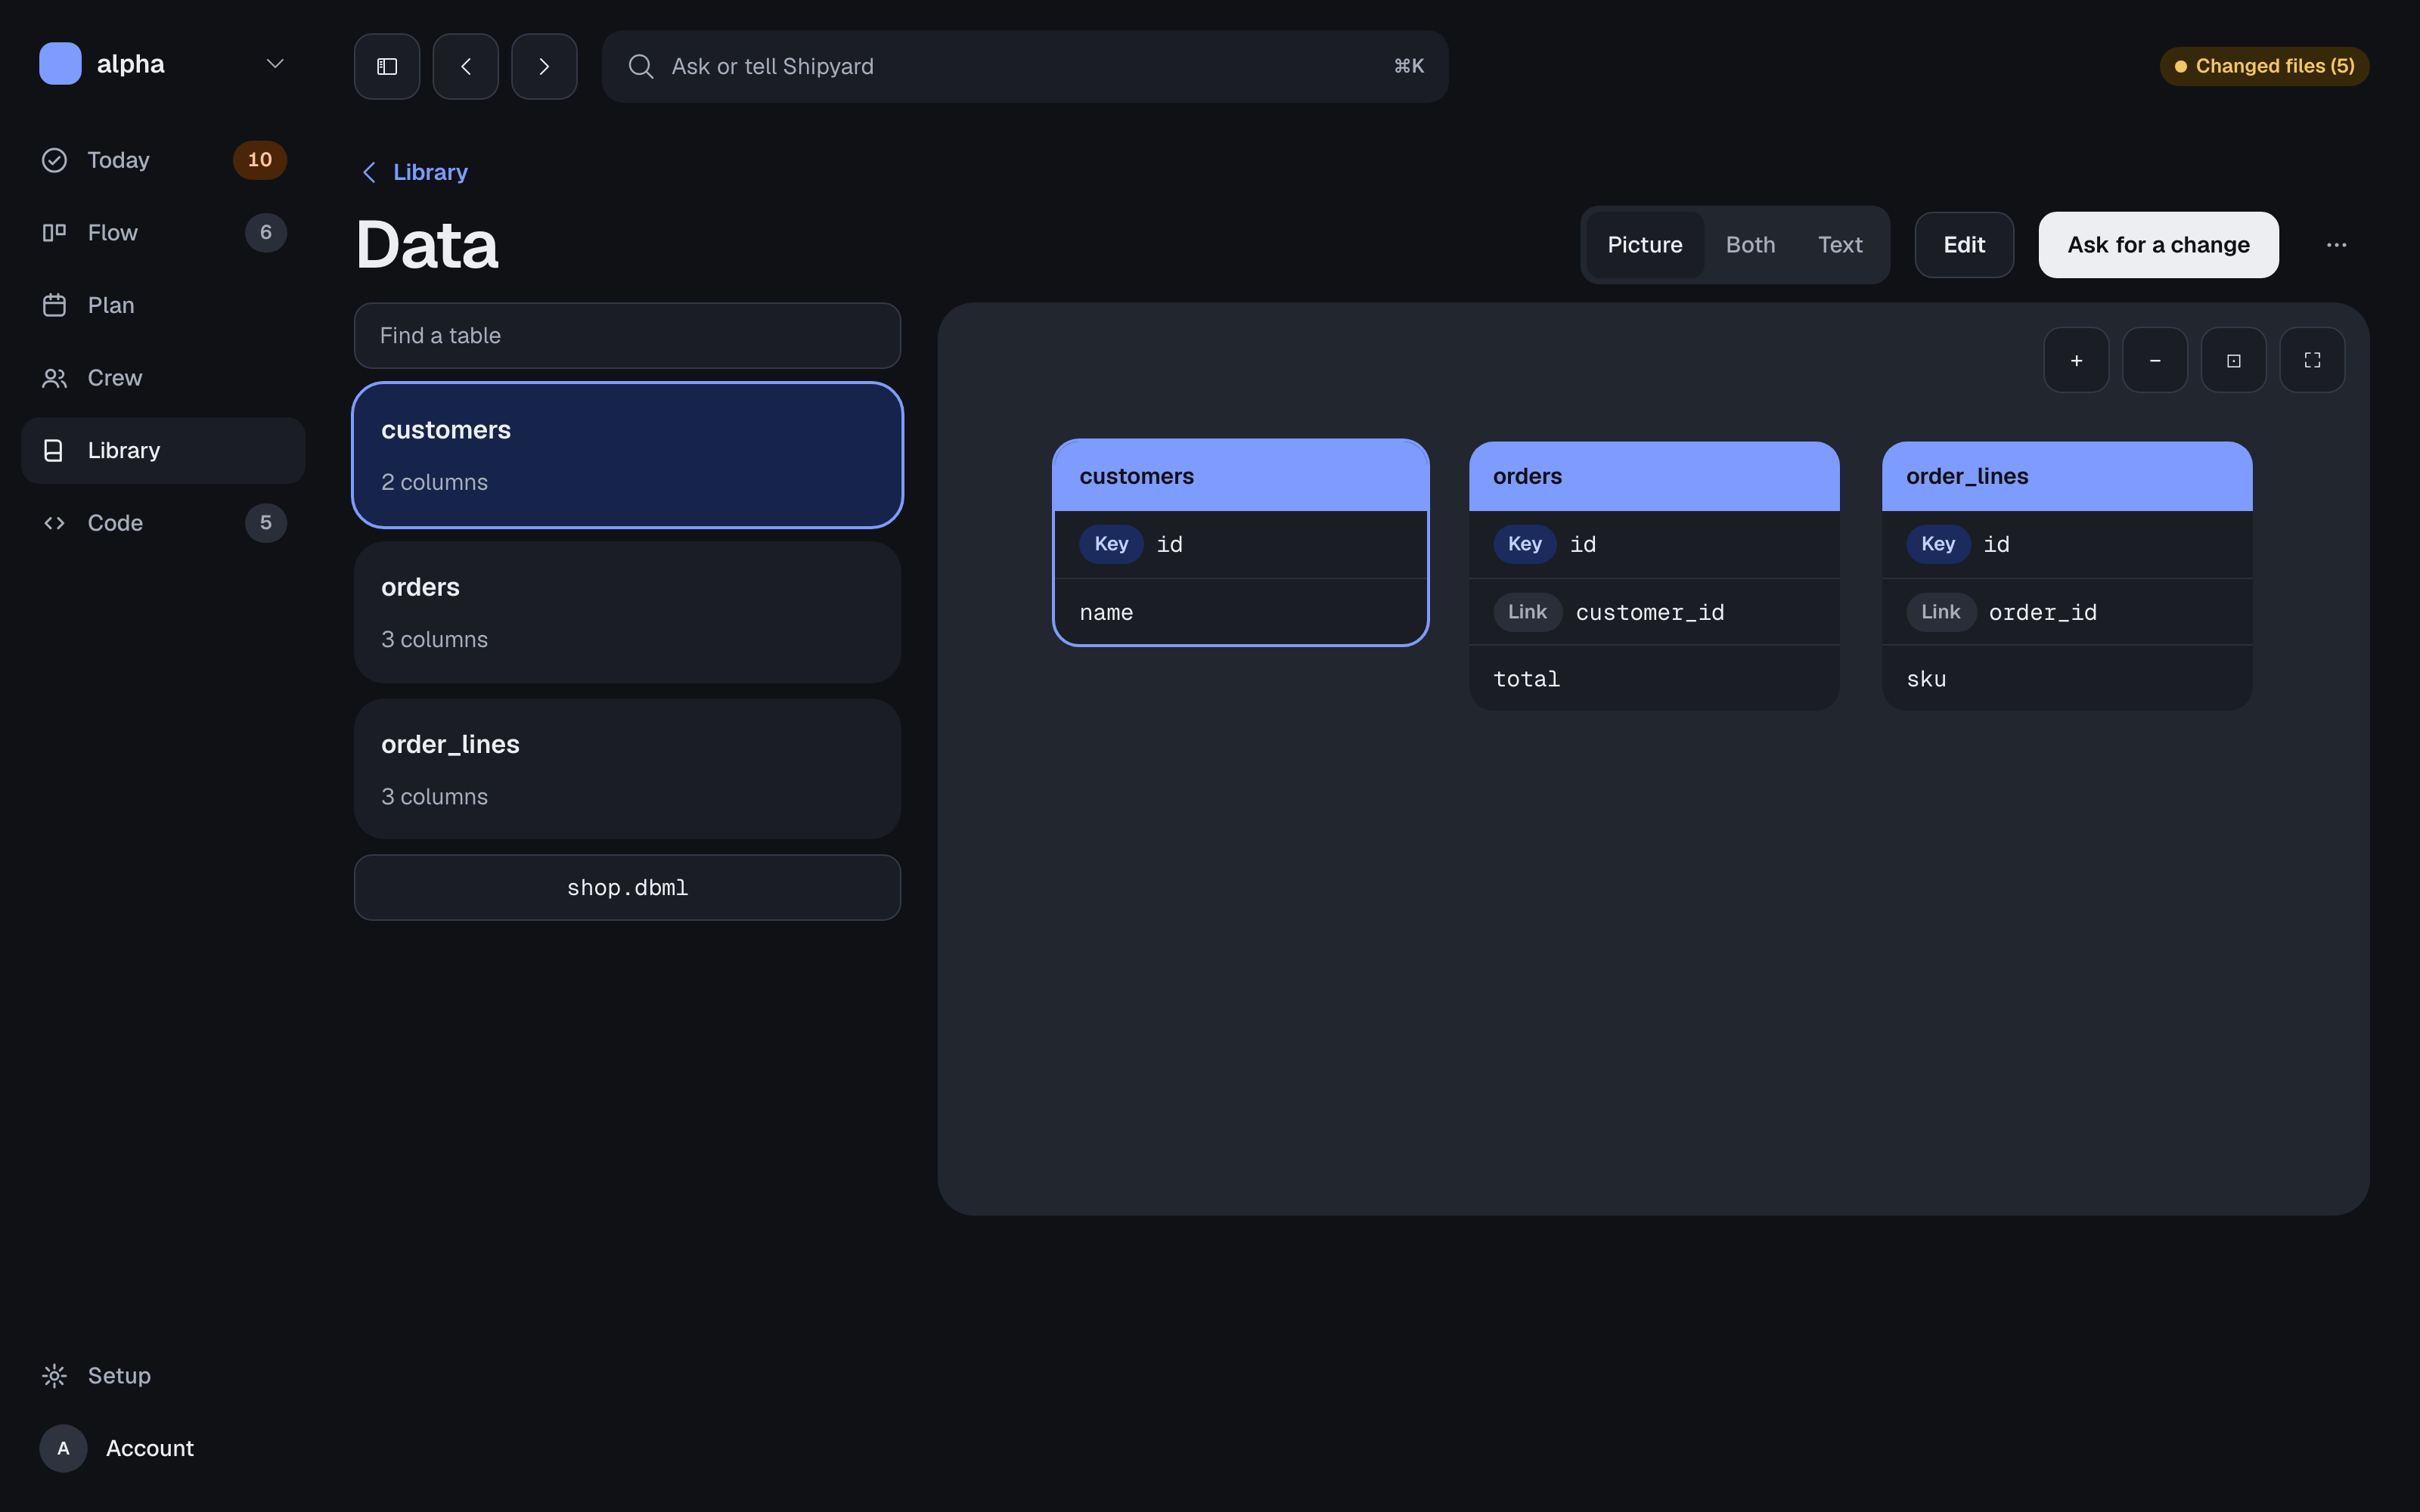 alpha
Ask or tell Shipyard ⌘K
Changed files (5)
Today 10
Flow 6
Plan
Crew
Library
Code 5
Setup
A Account
Library
Data
Picture Both Text
Edit
Ask for a change
Find a table
customers
2 columns
orders
3 columns
order_lines
3 columns
shop.dbml
customers
Key id
name
orders
Key id
Link customer_id
total
order_lines
Key id
Link order_id
sku